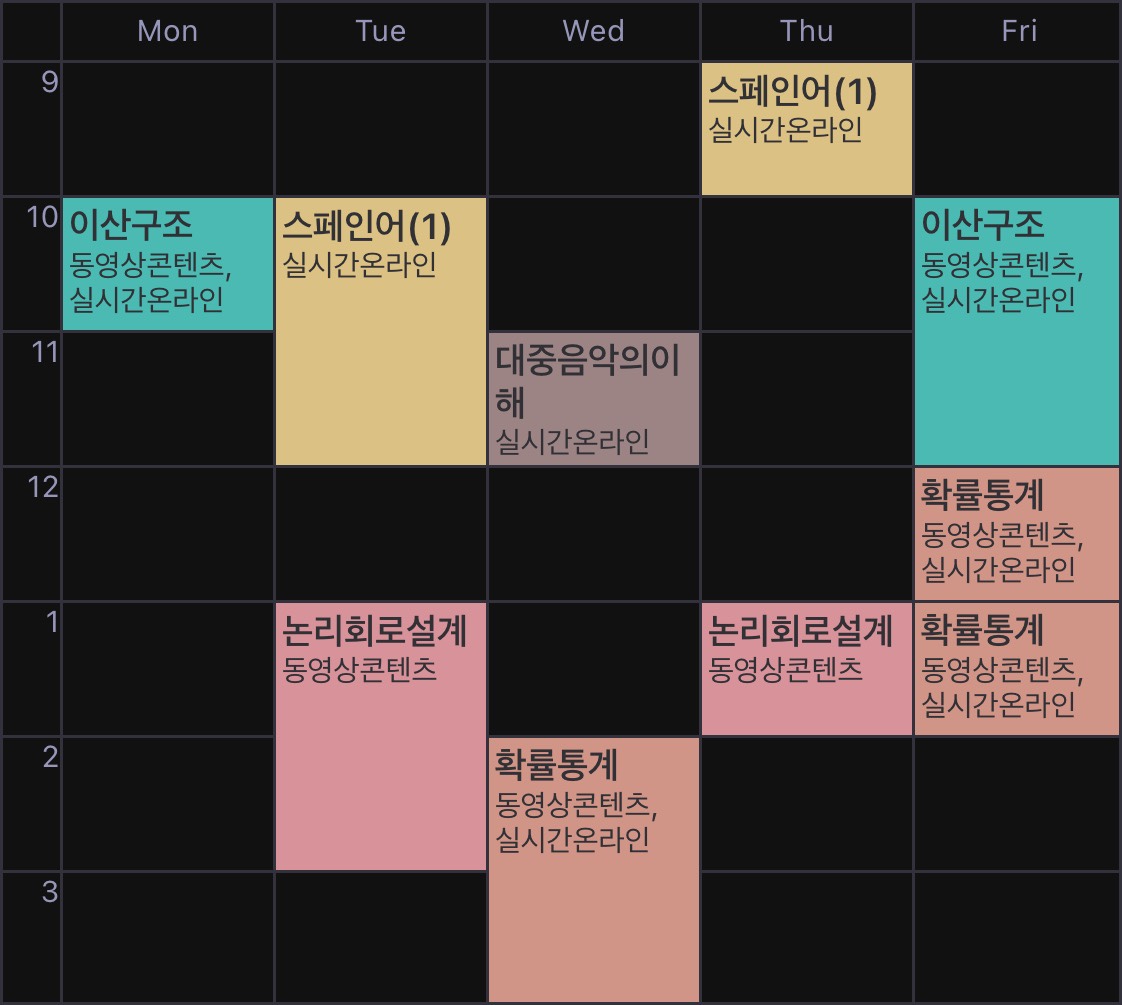 Mon Tue Wed Thu Fri
9
스페인어(1)
실시간온라인
10
이산구조
동영상콘텐츠,
실시간온라인
스페인어(1)
실시간온라인
이산구조
동영상콘텐츠,
실시간온라인
11
대중음악의이
해
실시간온라인
12
확률통계
동영상콘텐츠,
실시간온라인
1
논리회로설계
동영상콘텐츠
논리회로설계
동영상콘텐츠
확률통계
동영상콘텐츠,
실시간온라인
2
확률통계
동영상콘텐츠,
실시간온라인
3